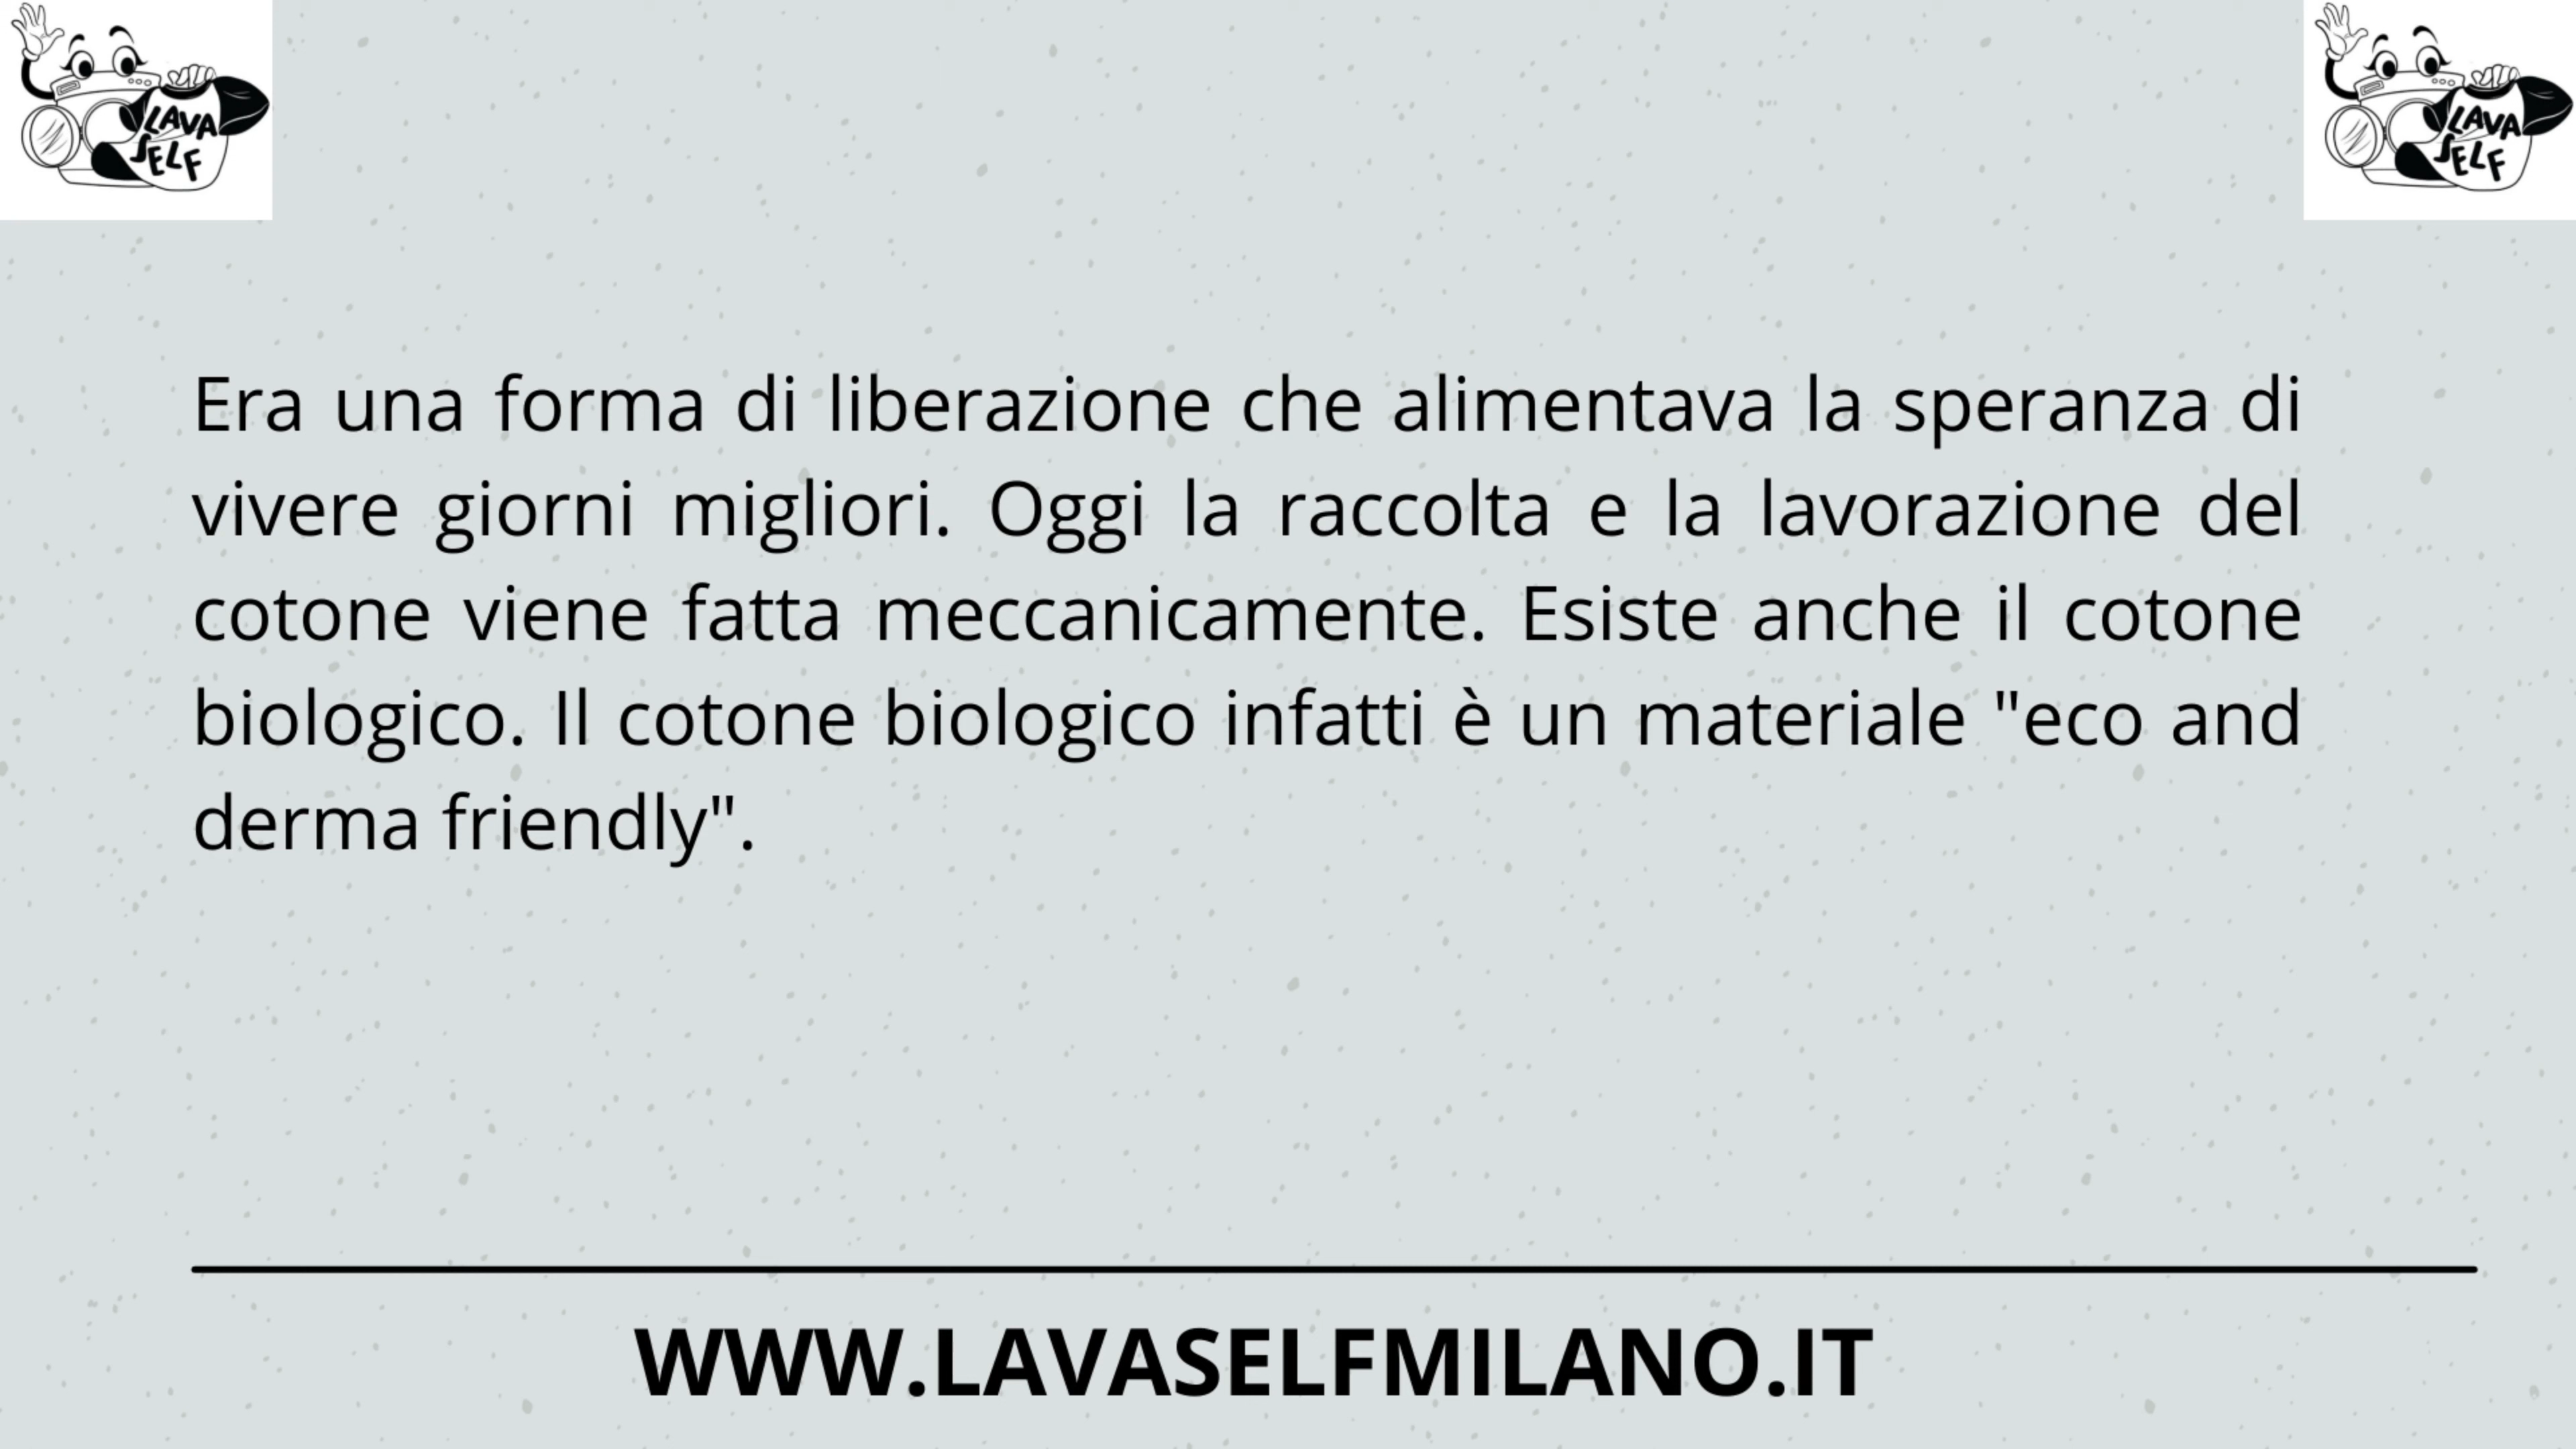 LAVA
SELF
LAVA
SELF
Era una forma di liberazione che alimentava la speranza di
vivere giorni migliori. Oggi la raccolta e la lavorazione del
cotone viene fatta meccanicamente. Esiste anche il cotone
biologico. Il cotone biologico infatti è un materiale "eco and
derma friendly".
WWW.LAVASELFMILANO.IT